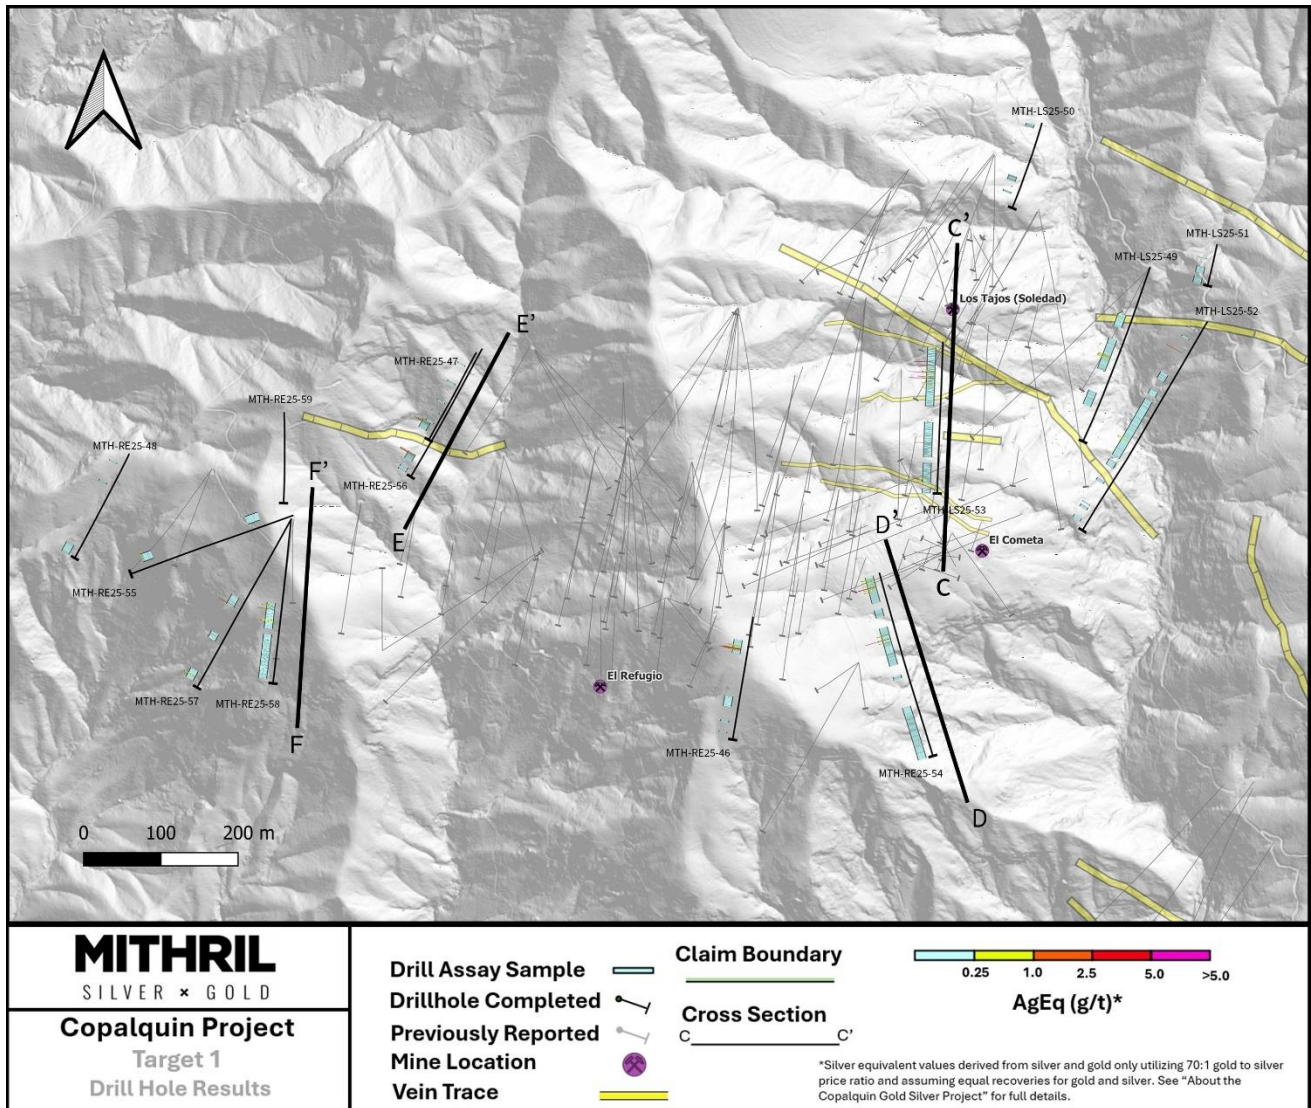 MTH-LS25-50
C'
MTH-LS25-51
MTH-LS25-49
Los Tajos (Soledad)
MTH-LS25-52
E'
MTH-RE25-47
MTH-RE25-59
MTH-RE25-48
F'
MTH-RE25-56
E
MTH-LS25-53
D'
El Cometa
C
MTH-RE25-55
El Refugio
MTH-RE25-57
MTH-RE25-58
F
MTH-RE25-46
MTH-RE25-54
D
0 100 200 m
MITHRIL
SILVER × GOLD
Copalquin Project
Target 1
Drill Hole Results
Drill Assay Sample
Drillhole Completed
Previously Reported
Mine Location
Vein Trace
Claim Boundary
Cross Section
C C'
0.25 1.0 2.5 5.0 >5.0
AgEq (g/t)*
*Silver equivalent values derived from silver and gold only utilizing 70:1 gold to silver
price ratio and assuming equal recoveries for gold and silver. See “About the
Copalquin Gold Silver Project” for full details.